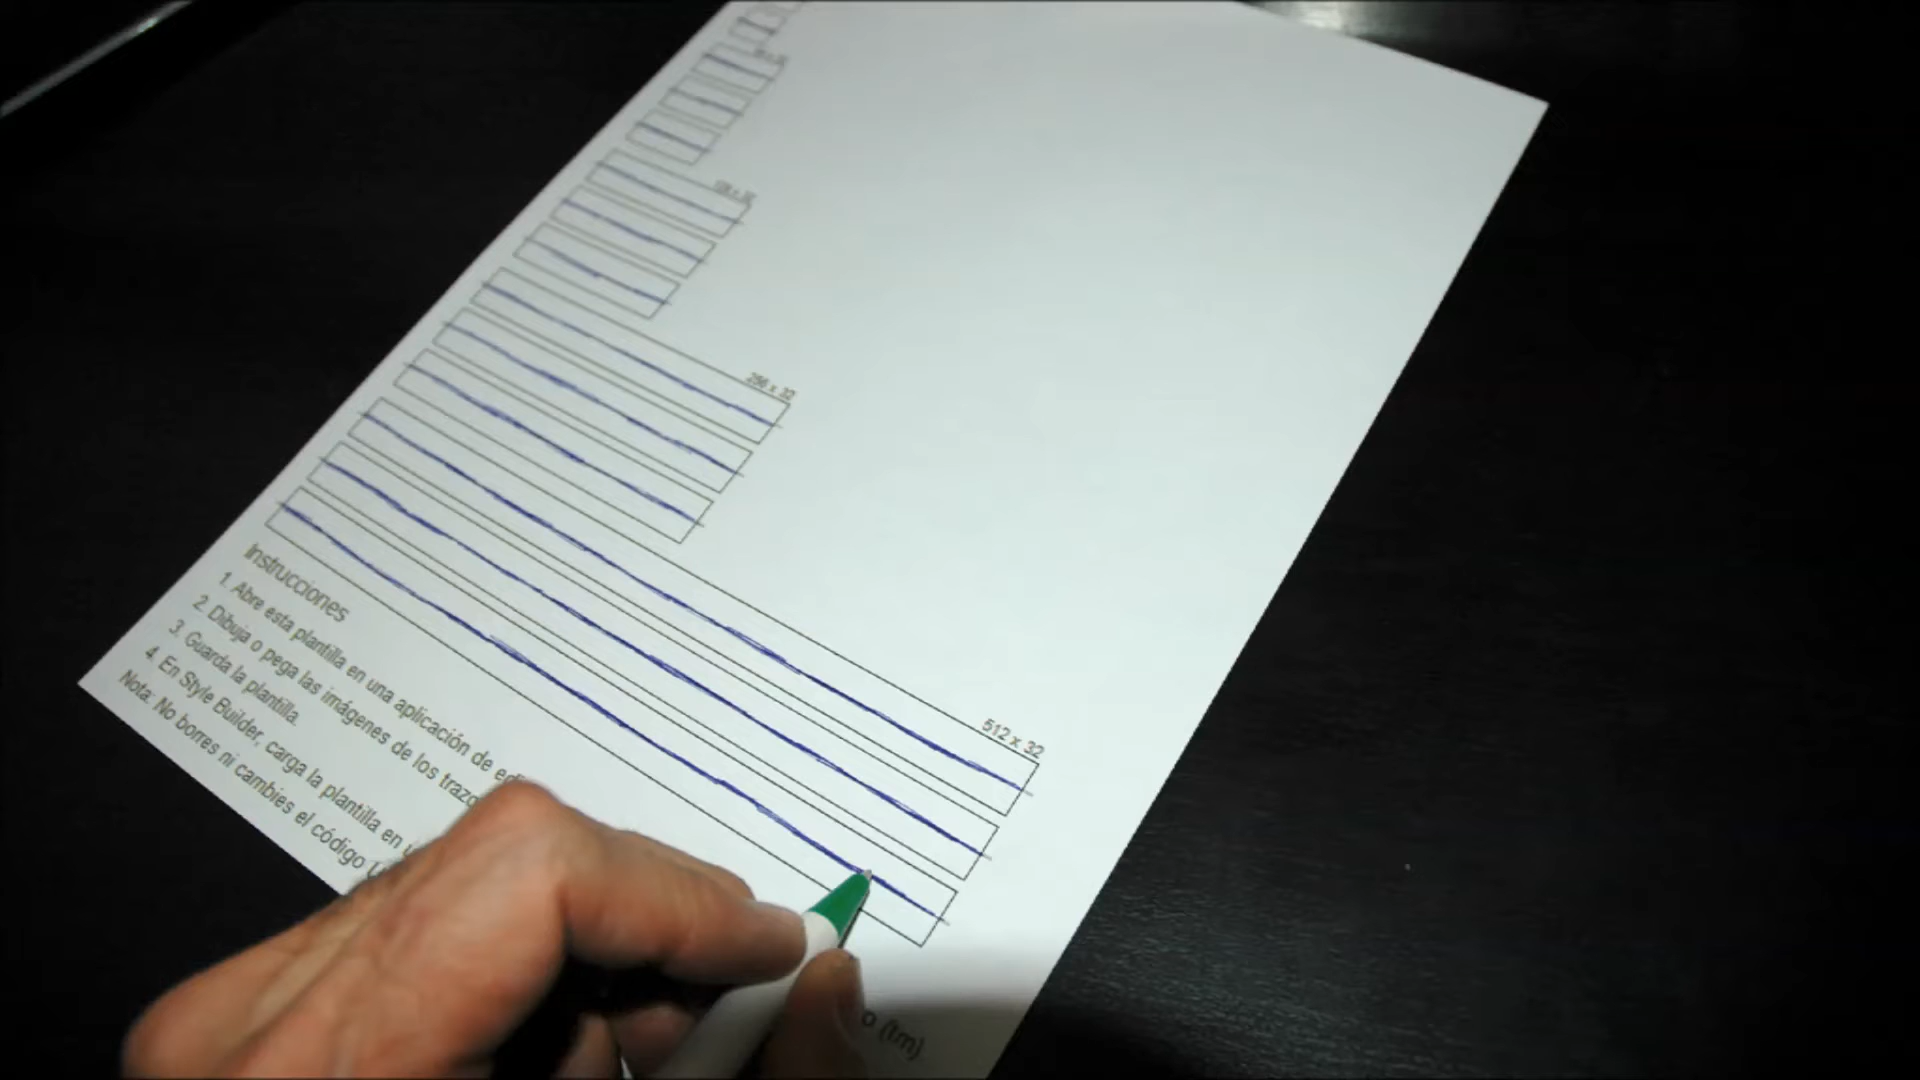 128 x 32
256 x 32
512 x 32
Instrucciones
1. Abre esta plantilla en una aplicación de
2. Dibuja o pega las imágenes de los
3. Guarda la plantilla.
4. En Style Builder, carga la plantilla en
Nota: No borres ni cambies el código
(tm)